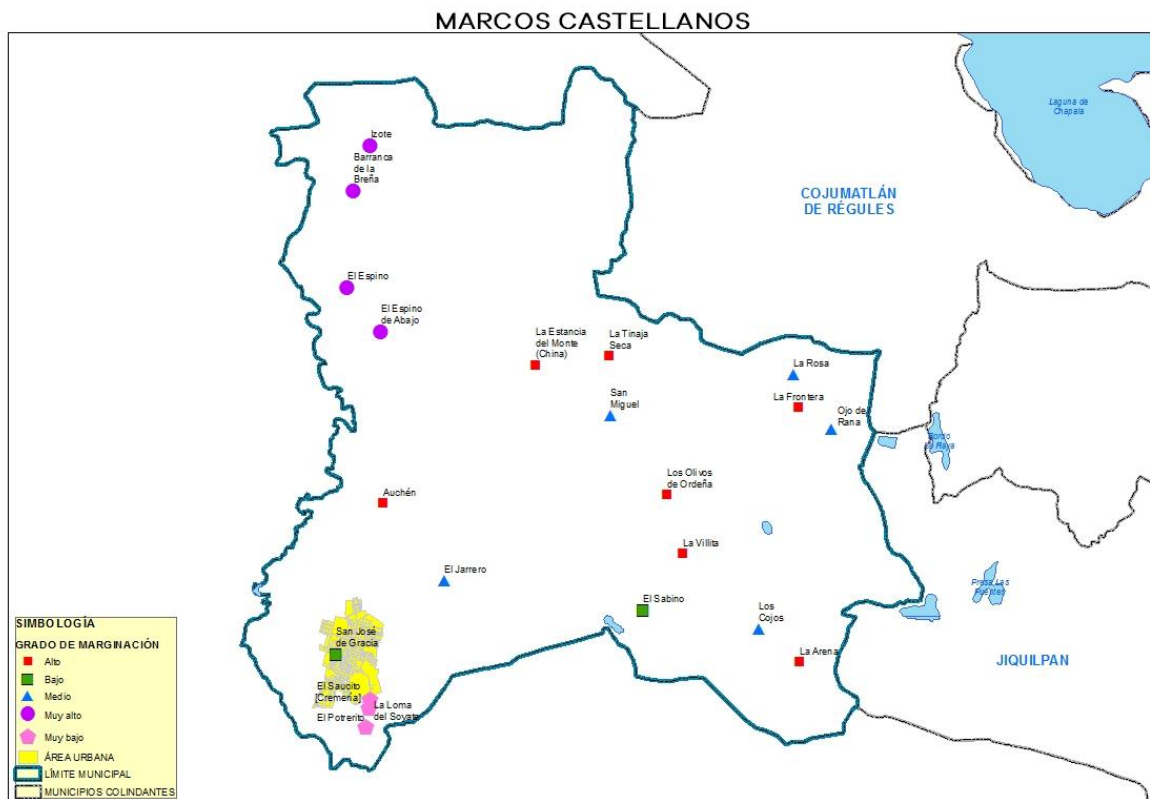 MARCOS CASTELLANOS
Laguna de
Chapala
Izote
Barranca
de la
Breña
COJUMATLÁN
DE RÉGULES
El Espino
El Espino
de Abajo
La Estancia
del Monte
(China)
La Tinaja
Seca
La Rosa
San
Miguel
La Frontera
Ojo de
Rana
Bordo
La Raya
Los Olivos
de Ordeña
Auchén
La Villita
El Jarrero
Presa Las
Fuentes
El Sabino
Los
Cojos
San José
de Gracia
La Arena
JIQUILPAN
El Saucito
[Cremería]
La Loma
del Soyate
El Potrerito
SIMBOLOGÍA
GRADO DE MARGINACIÓN
Alto
Bajo
Medio
Muy alto
Muy bajo
ÁREA URBANA
LÍMITE MUNICIPAL
MUNICIPIOS COLINDANTES